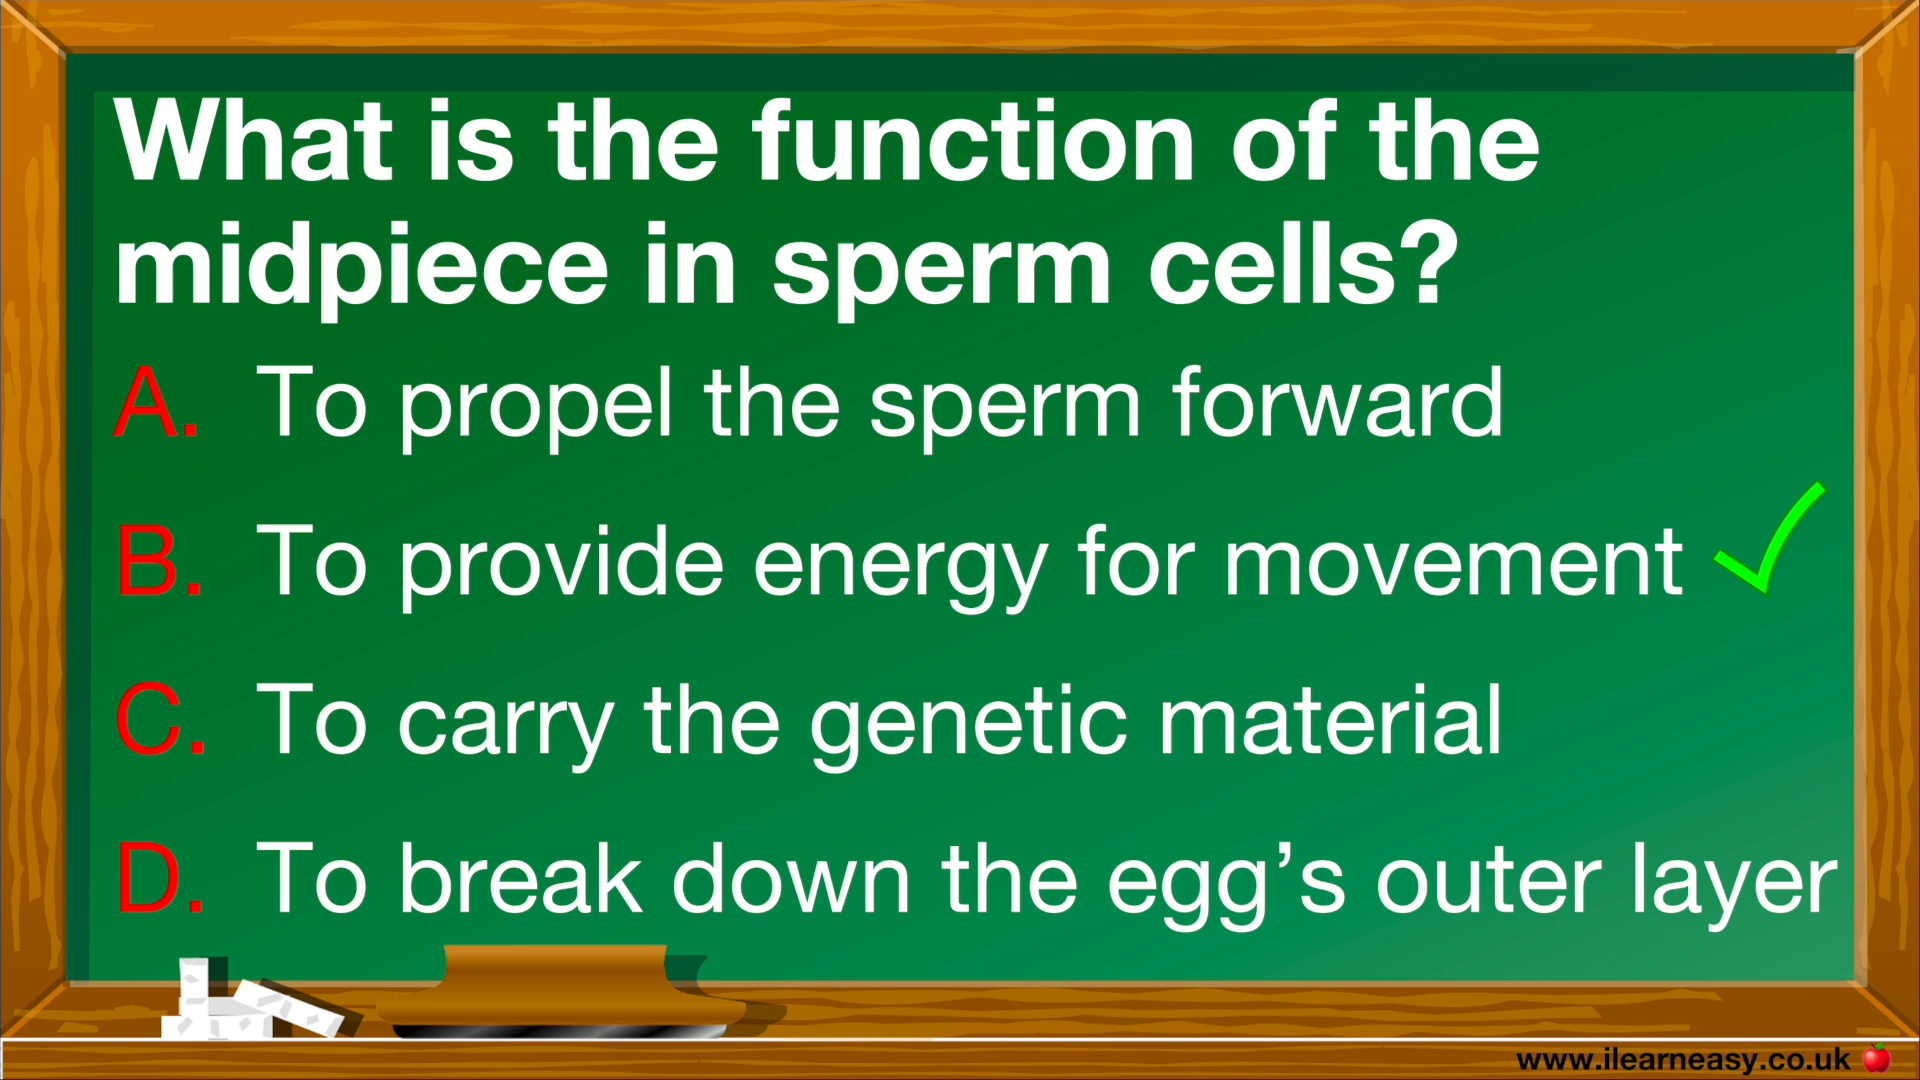 What is the function of the
midpiece in sperm cells?
A. To propel the sperm forward
B. To provide energy for movement
C. To carry the genetic material
D. To break down the egg’s outer layer
www.ilearneasy.co.uk